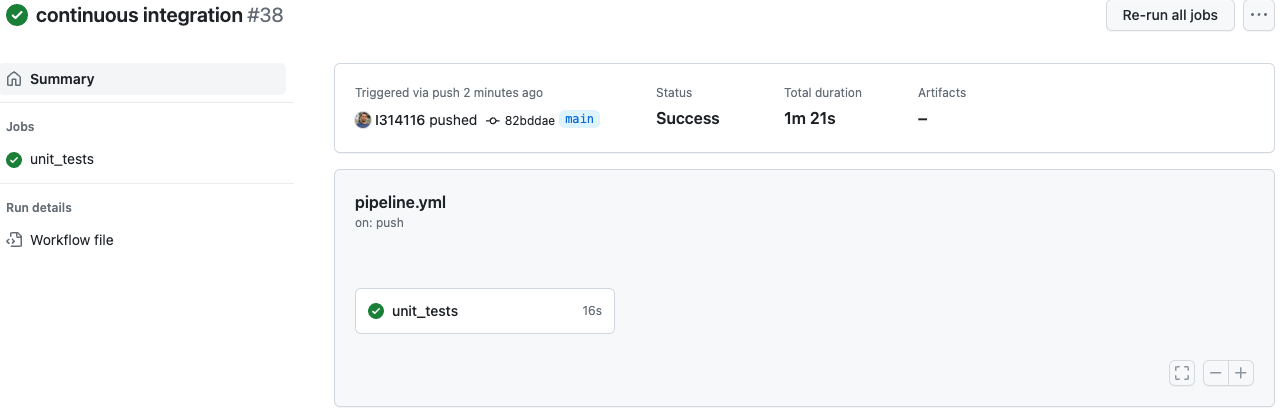 continuous integration #38
Re-run all jobs
Summary
Jobs
unit_tests
Run details
Workflow file
Triggered via push 2 minutes ago
I314116 pushed 82bddae main
Status
Success
Total duration
1m 21s
Artifacts
–
pipeline.yml
on: push
unit_tests 16s